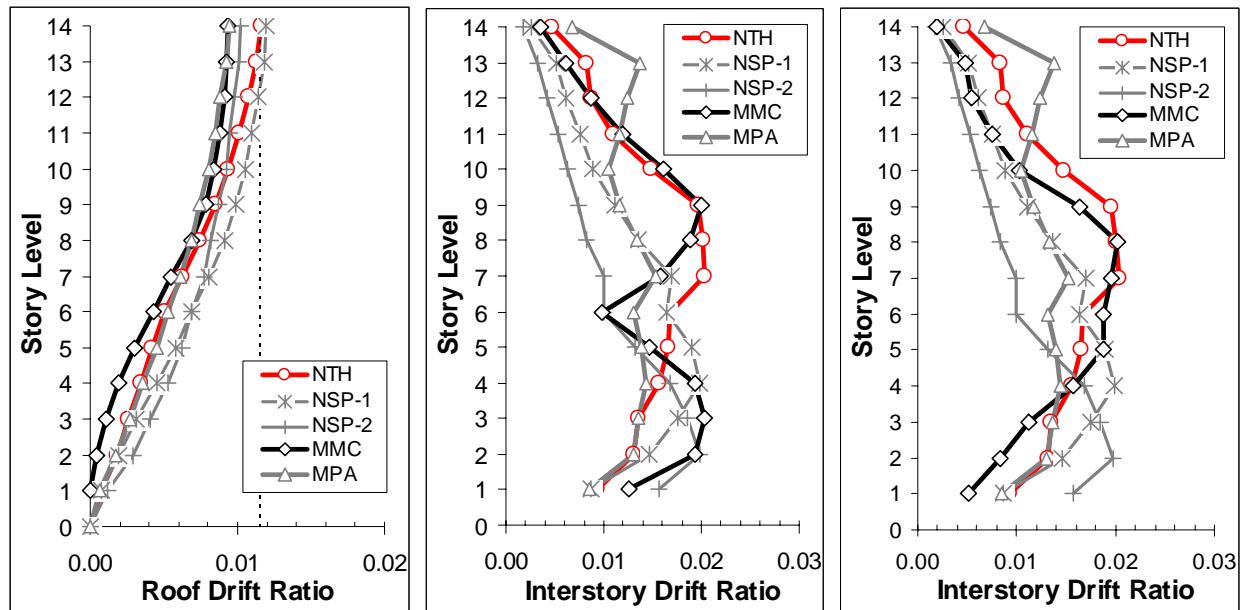 Story Level
14
13
12
11
10
9
8
7
6
5
4
3
2
1
0
NTH
NSP-1
NSP-2
MMC
MPA
0.00
0.01
0.02
Roof Drift Ratio
Story Level
14
13
12
11
10
9
8
7
6
5
4
3
2
1
0
NTH
NSP-1
NSP-2
MMC
MPA
0.00
0.01
0.02
0.03
Interstory Drift Ratio
Story Level
14
13
12
11
10
9
8
7
6
5
4
3
2
1
0
NTH
NSP-1
NSP-2
MMC
MPA
0.00
0.01
0.02
0.03
Interstory Drift Ratio